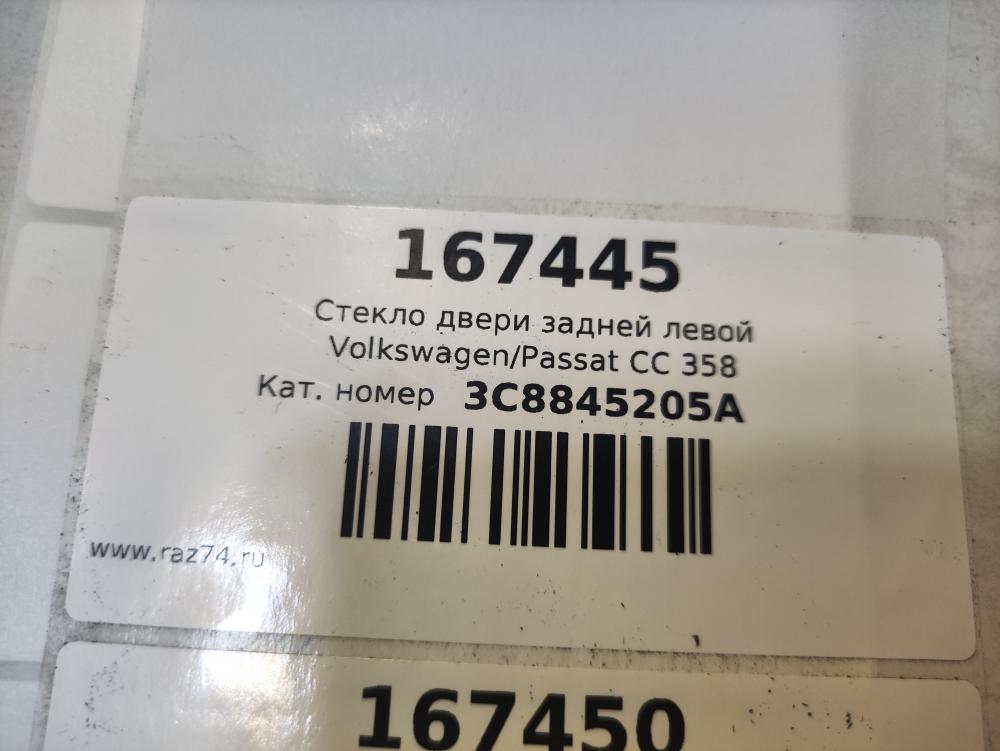 167445
Стекло двери задней левой
Volkswagen/Passat CC 358
Кат. номер 3C8845205A
www.raz74.ru
167450